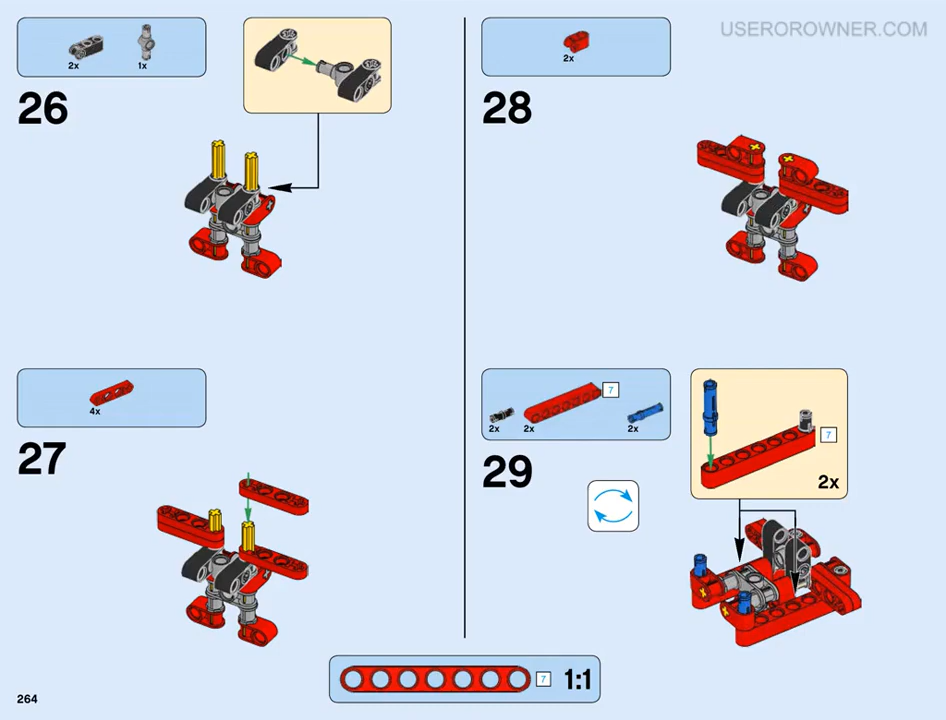 USEROROWNER.COM
2x 1x
26
2x
28
4x
27
7
2x 2x 2x
29
7
2x
7 1:1
264